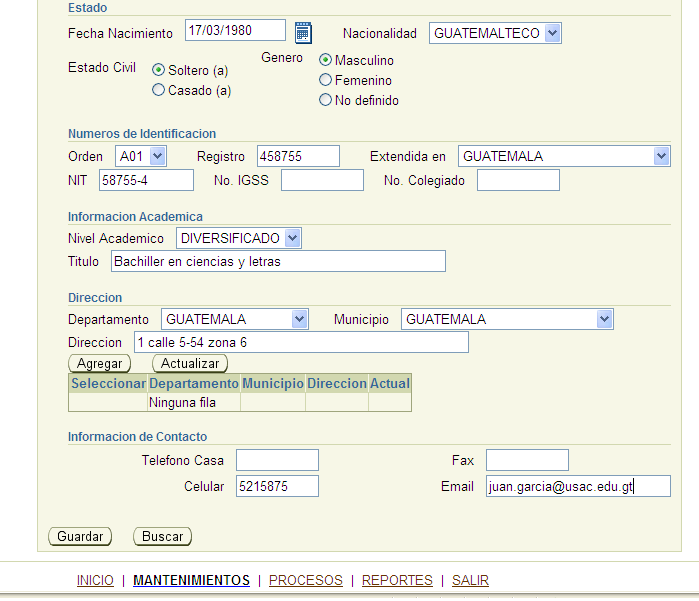 Estado
Fecha Nacimiento 17/03/1980 Nacionalidad GUATEMALTECO
Estado Civil Soltero (a) Genero Masculino
Casado (a) Femenino
No definido
Numeros de Identificacion
Orden A01 Registro 458755 Extendida en GUATEMALA
NIT 58755-4 No. IGSS No. Colegiado
Informacion Academica
Nivel Academico DIVERSIFICADO
Titulo Bachiller en ciencias y letras
Direccion
Departamento GUATEMALA Municipio GUATEMALA
Direccion 1 calle 5-54 zona 6
Agregar Actualizar
Seleccionar Departamento Municipio Direccion Actual
Ninguna fila
Informacion de Contacto
Telefono Casa Fax
Celular 5215875 Email juan.garcia@usac.edu.gt
Guardar Buscar
INICIO | MANTENIMIENTOS | PROCESOS | REPORTES | SALIR